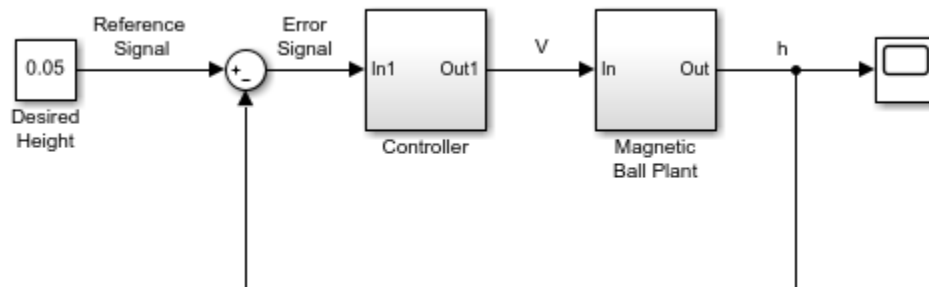 Reference
Signal
Error
Signal
0.05
+
-
In1
Out1
V
In
Out
h
Desired
Height
Controller
Magnetic
Ball Plant